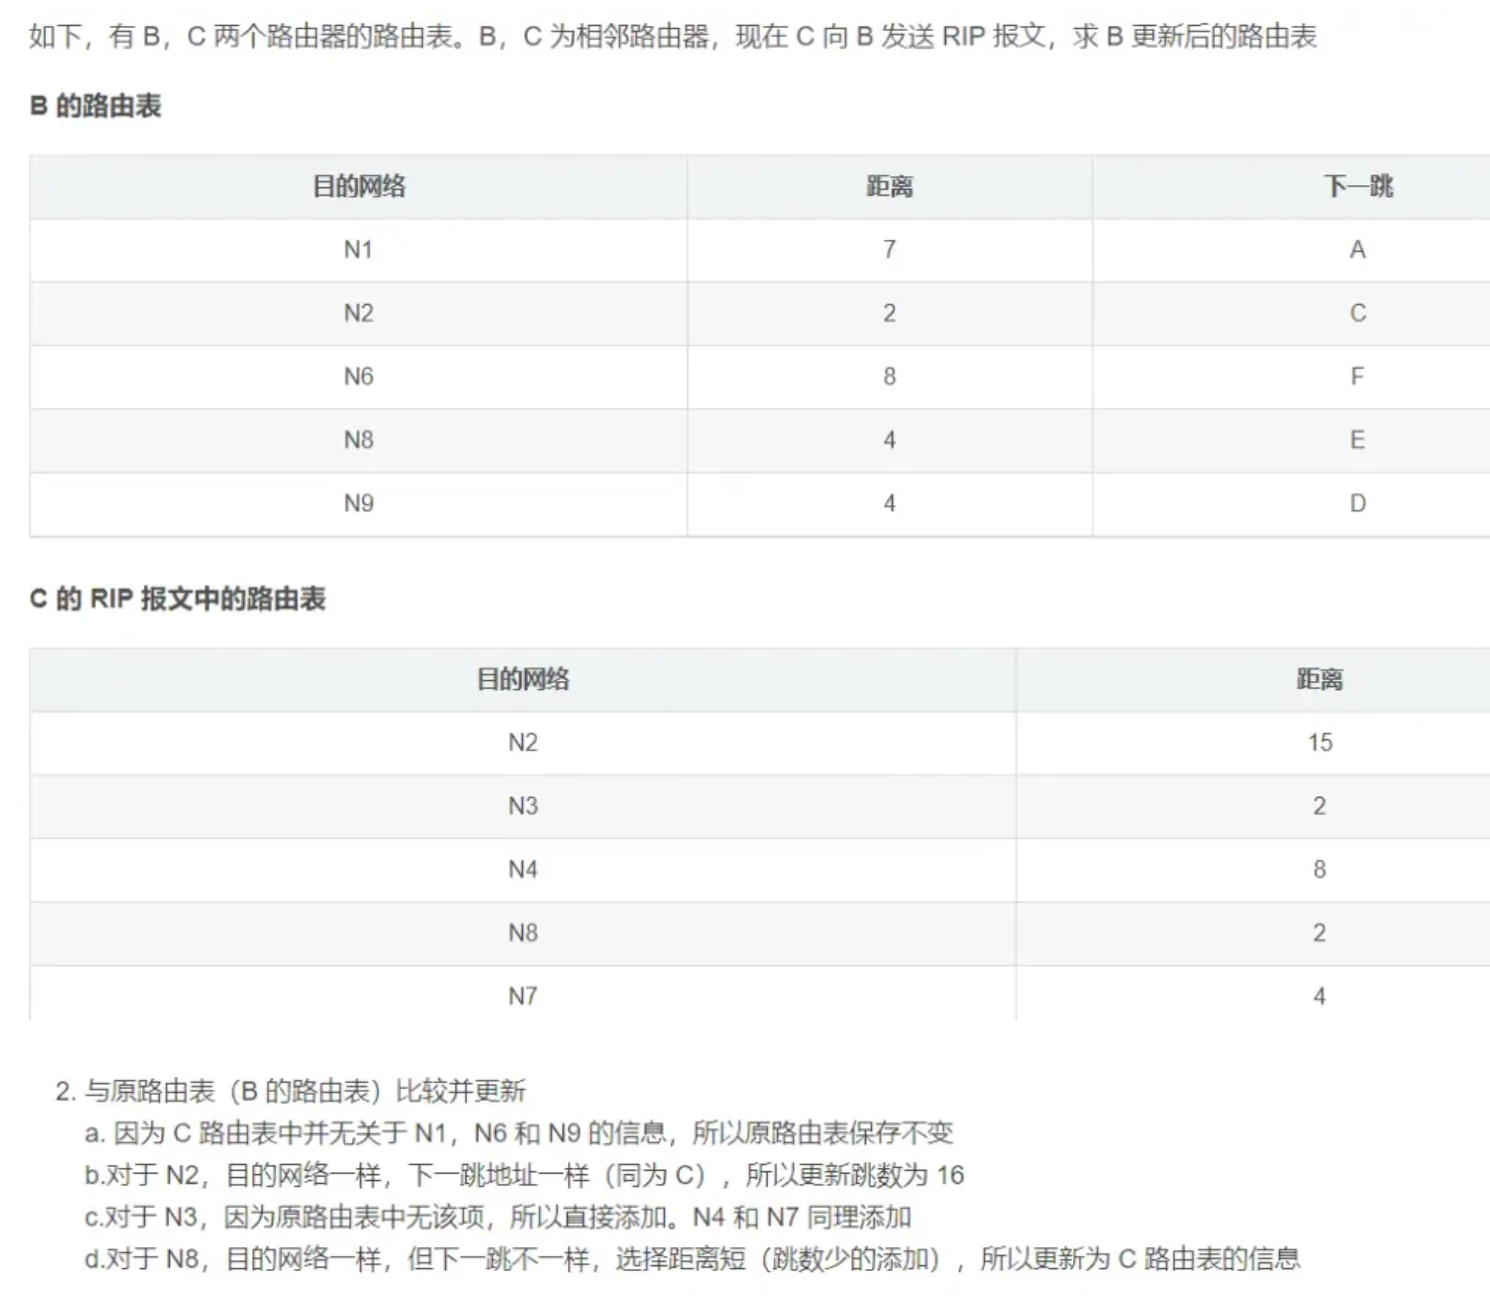 如下，有 B，C 两个路由器的路由表。B，C 为相邻路由器，现在 C 向 B 发送 RIP 报文，求 B 更新后的路由表
B 的路由表
目的网络 距离 下一跳
N1 7 A
N2 2 C
N6 8 F
N8 4 E
N9 4 D
C 的 RIP 报文中的路由表
目的网络 距离
N2 15
N3 2
N4 8
N8 2
N7 4
2. 与原路由表（B 的路由表）比较并更新
a. 因为 C 路由表中并无关于 N1，N6 和 N9 的信息，所以原路由表保存不变
b.对于 N2，目的网络一样，下一跳地址一样（同为 C），所以更新跳数为 16
c.对于 N3，因为原路由表中无该项，所以直接添加。N4 和 N7 同理添加
d.对于 N8，目的网络一样，但下一跳不一样，选择距离短（跳数少的添加），所以更新为 C 路由表的信息